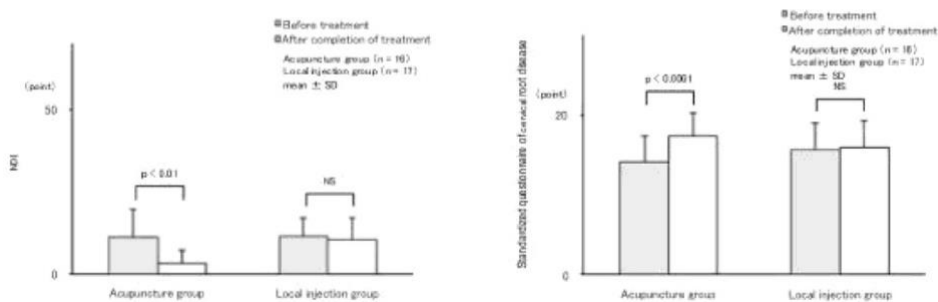 Before treatment
After completion of treatment
Acupuncture group (n = 16)
Local injection group (n = 17)
mean ± SD
(point)
50
NDI
p < 0.01
NS
0
Acupuncture group
Local injection group
Before treatment
After completion of treatment
Acupuncture group (n = 16)
Local injection group (n = 17)
mean ± SD
NS
p < 0.0001
(point)
20
Standardized questionnaire of cervical root disease
0
Acupuncture group
Local injection group